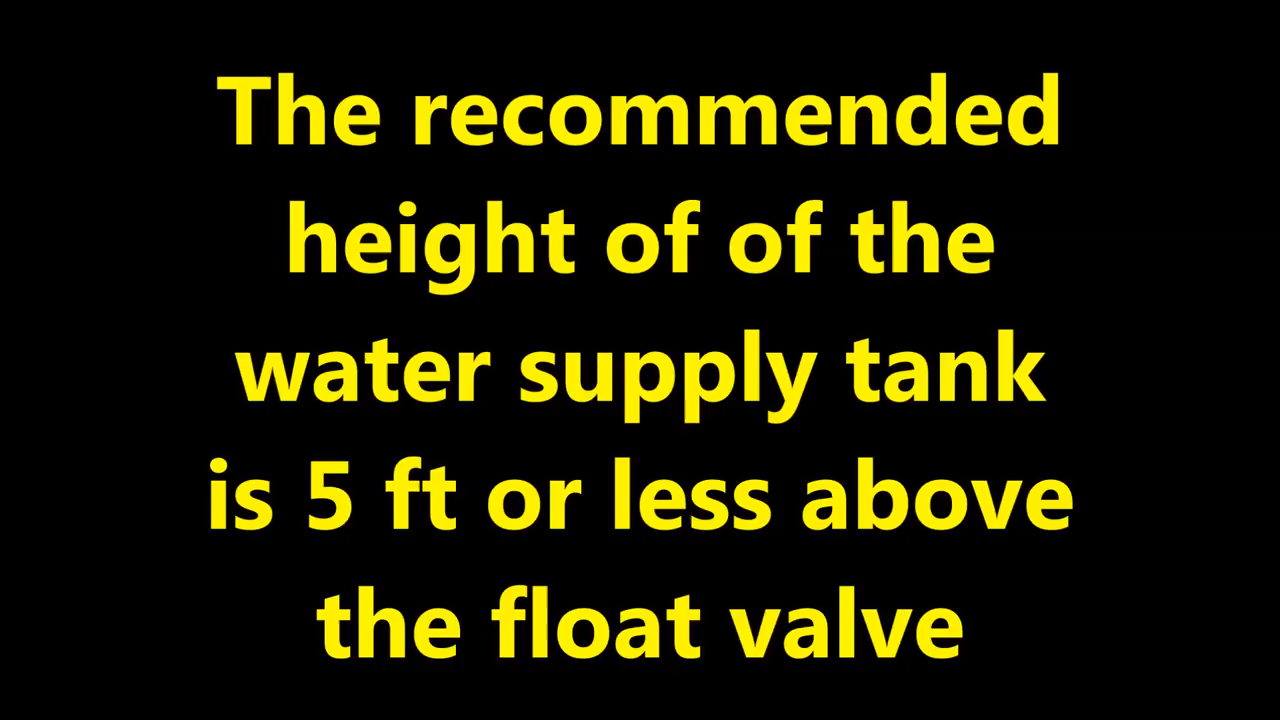 The recommended
height of of the
water supply tank
is 5 ft or less above
the float valve